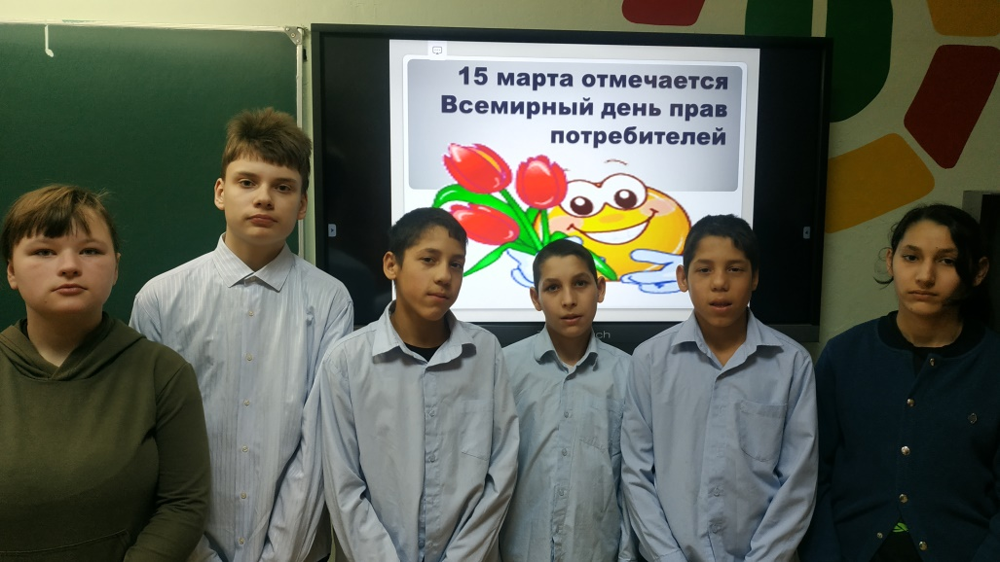 15 марта отмечается
Всемирный день прав
потребителей